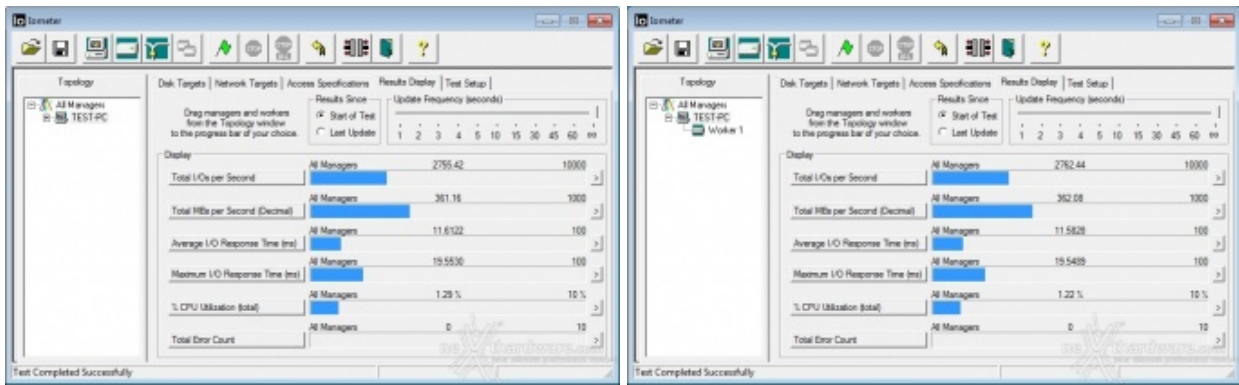 Iometer
Topology
All Managers
TEST-PC
Disk Targets | Network Targets | Access Specifications Results Display | Test Setup |
Drag managers and workers
from the Topology window
to the progress bar of your choice.
Results Since
Start of Test
Last Update
Update Frequency (seconds)
1 2 3 4 5 10 15 30 45 60 ∞
Display
All Managers 2755.42 10000
Total I/Os per Second
All Managers 361.16 1000
Total MBs per Second (Decimal)
All Managers 11.6122 100
Average I/O Response Time (ms)
All Managers 19.5530 100
Maximum I/O Response Time (ms)
All Managers 1.29 % 10 %
% CPU Utilization (total)
All Managers 0 10
Total Error Count
Test Completed Successfully
Iometer
Topology
All Managers
TEST-PC
Worker 1
Disk Targets | Network Targets | Access Specifications Results Display | Test Setup |
Drag managers and workers
from the Topology window
to the progress bar of your choice.
Results Since
Start of Test
Last Update
Update Frequency (seconds)
1 2 3 4 5 10 15 30 45 60 ∞
Display
All Managers 2762.44 10000
Total I/Os per Second
All Managers 362.08 1000
Total MBs per Second (Decimal)
All Managers 11.5828 100
Average I/O Response Time (ms)
All Managers 19.5489 100
Maximum I/O Response Time (ms)
All Managers 1.22 % 10 %
% CPU Utilization (total)
All Managers 0 10
Total Error Count
Test Completed Successfully